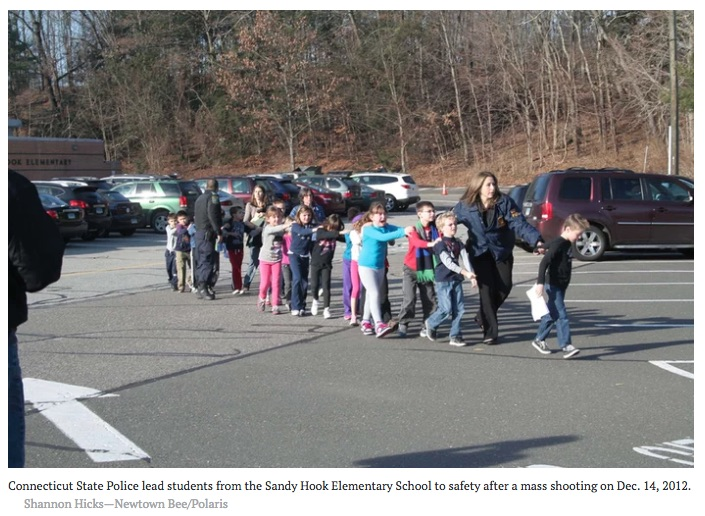 OOK ELEMENTARY
Connecticut State Police lead students from the Sandy Hook Elementary School to safety after a mass shooting on Dec. 14, 2012.
Shannon Hicks—Newtown Bee/Polaris